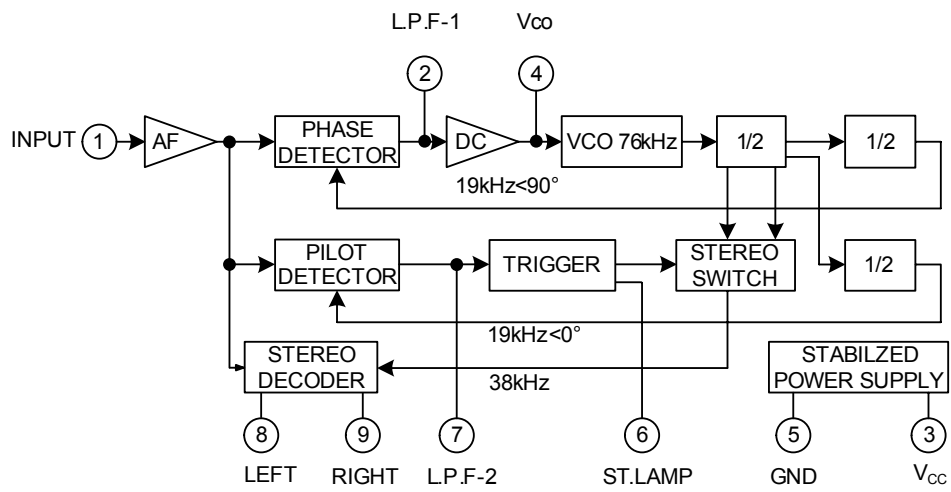 L.P.F-1
Vco
2
4
INPUT
1
AF
PHASE
DETECTOR
DC
VCO 76kHz
1/2
1/2
19kHz<90°
PILOT
DETECTOR
TRIGGER
STEREO
SWITCH
1/2
19kHz<0°
STEREO
DECODER
38kHz
STABILZED
POWER SUPPLY
8
9
7
6
5
3
LEFT
RIGHT
L.P.F-2
ST.LAMP
GND
VCC